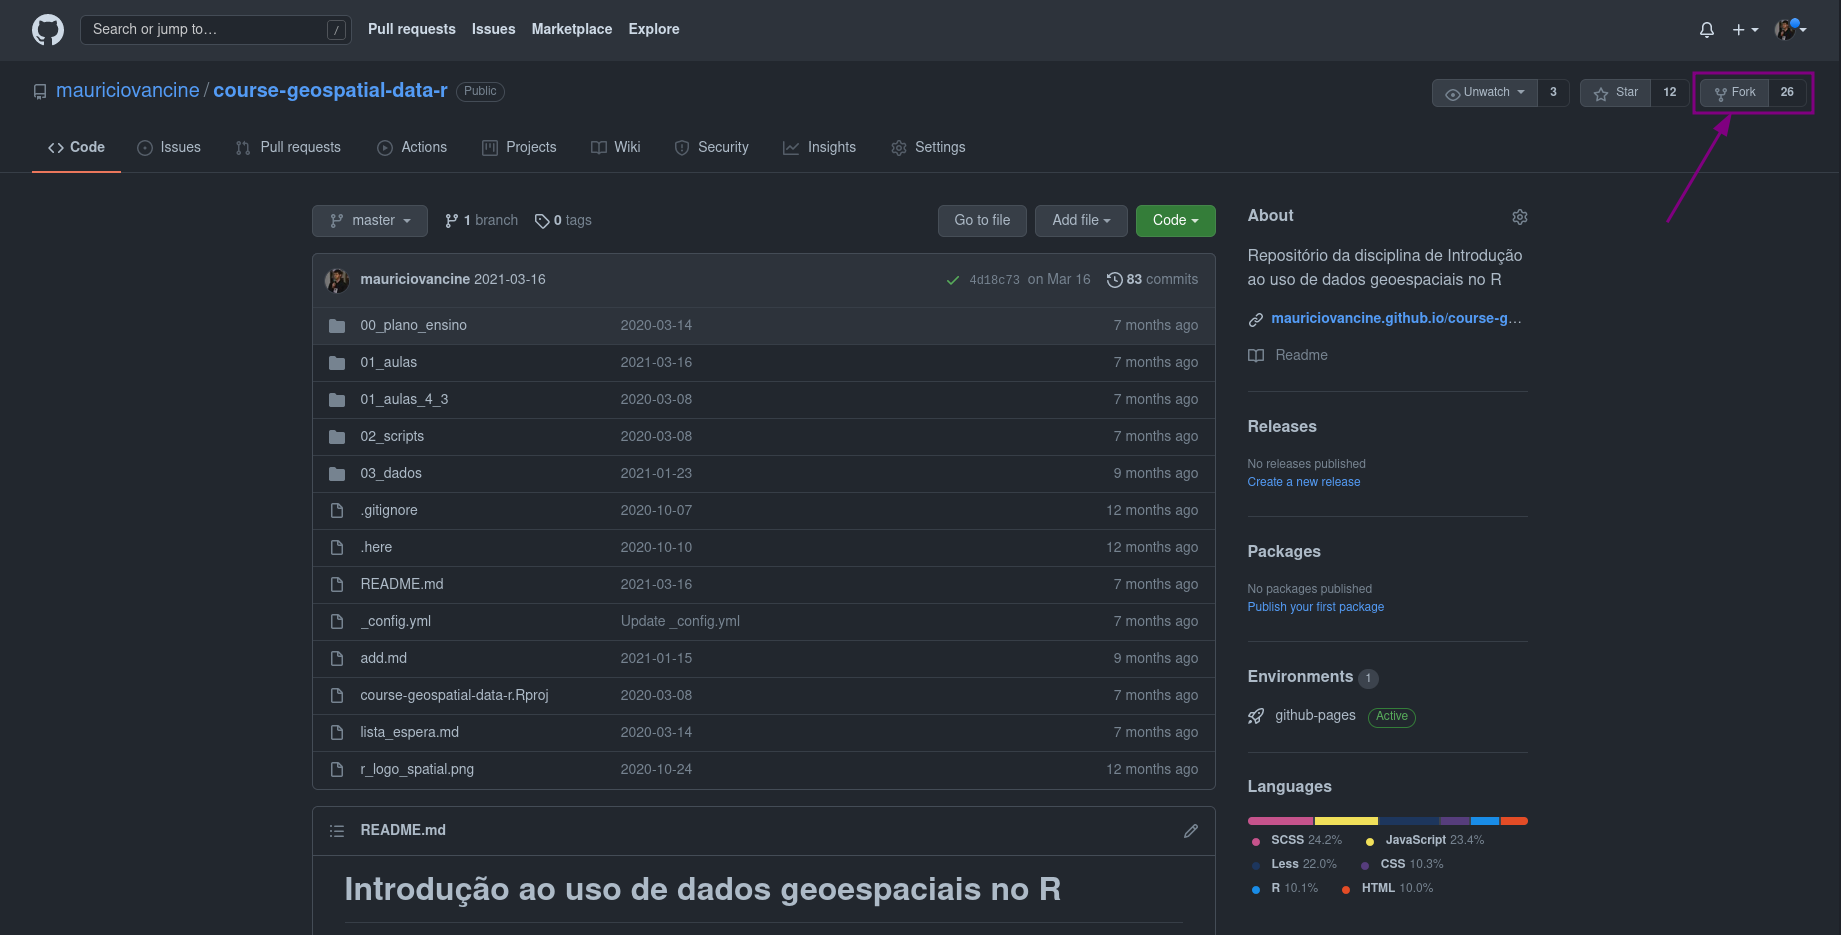 Search or jump to… /
Pull requests Issues Marketplace Explore
mauriciovancine / course-geospatial-data-r Public
Unwatch 3 Star 12 Fork 26
Code Issues Pull requests Actions Projects Wiki Security Insights Settings
master 1 branch 0 tags Go to file Add file Code
mauriciovancine 2021-03-16 4d18c73 on Mar 16 83 commits
00_plano_ensino 2020-03-14 7 months ago
01_aulas 2021-03-16 7 months ago
01_aulas_4_3 2020-03-08 7 months ago
02_scripts 2020-03-08 7 months ago
03_dados 2021-01-23 9 months ago
.gitignore 2020-10-07 12 months ago
.here 2020-10-10 12 months ago
README.md 2021-03-16 7 months ago
_config.yml Update _config.yml 7 months ago
add.md 2021-01-15 9 months ago
course-geospatial-data-r.Rproj 2020-03-08 7 months ago
lista_espera.md 2020-03-14 7 months ago
r_logo_spatial.png 2020-10-24 12 months ago
README.md
Introdução ao uso de dados geoespaciais no R
About
Repositório da disciplina de Introdução
ao uso de dados geoespaciais no R
mauriciovancine.github.io/course-g…
Readme
Releases
No releases published
Create a new release
Packages
No packages published
Publish your first package
Environments 1
github-pages Active
Languages
SCSS 24.2% JavaScript 23.4%
Less 22.0% CSS 10.3%
R 10.1% HTML 10.0%